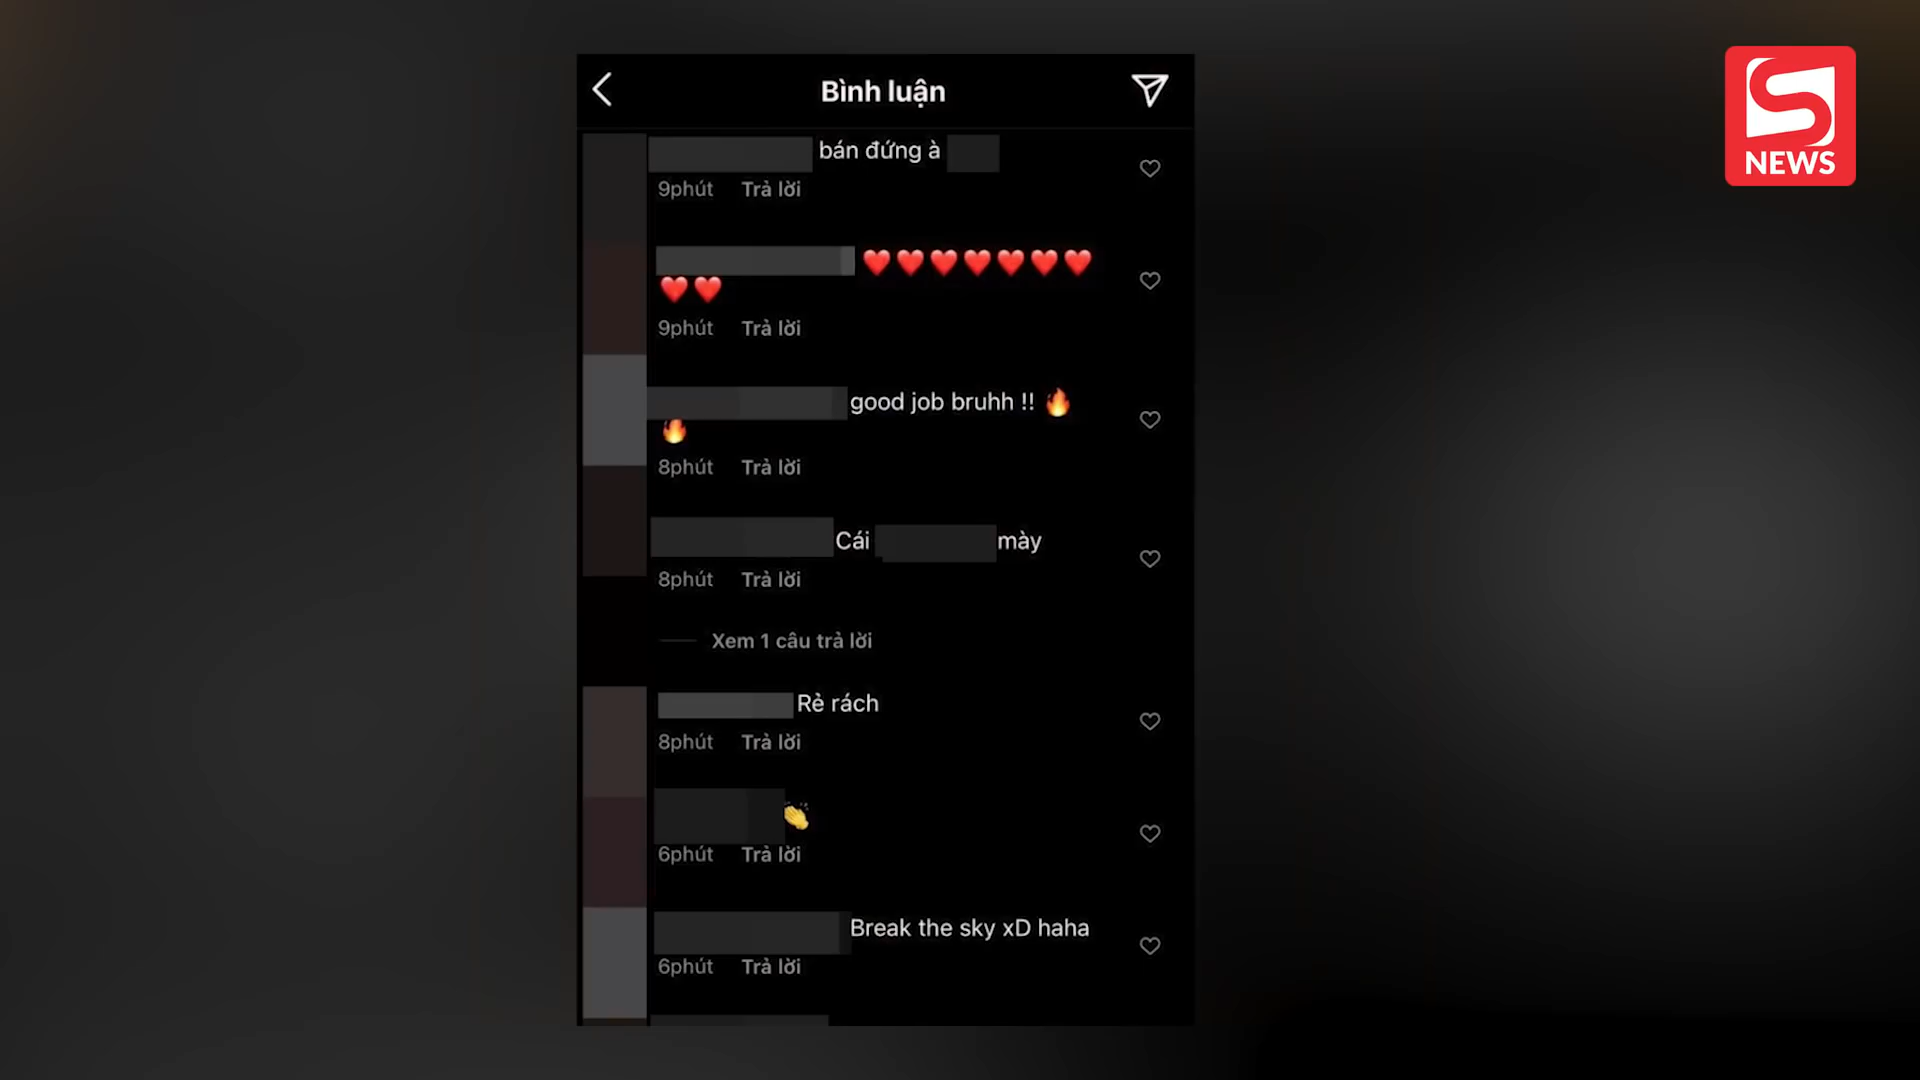 Bình luận
S
NEWS
bán đứng à
9phút Trả lời
❤️❤️❤️❤️❤️❤️❤️
❤️❤️
9phút Trả lời
good job bruhh !! 🔥
🔥
8phút Trả lời
Cái mày
8phút Trả lời
Xem 1 câu trả lời
Rẻ rách
8phút Trả lời
👏
6phút Trả lời
Break the sky xD haha
6phút Trả lời